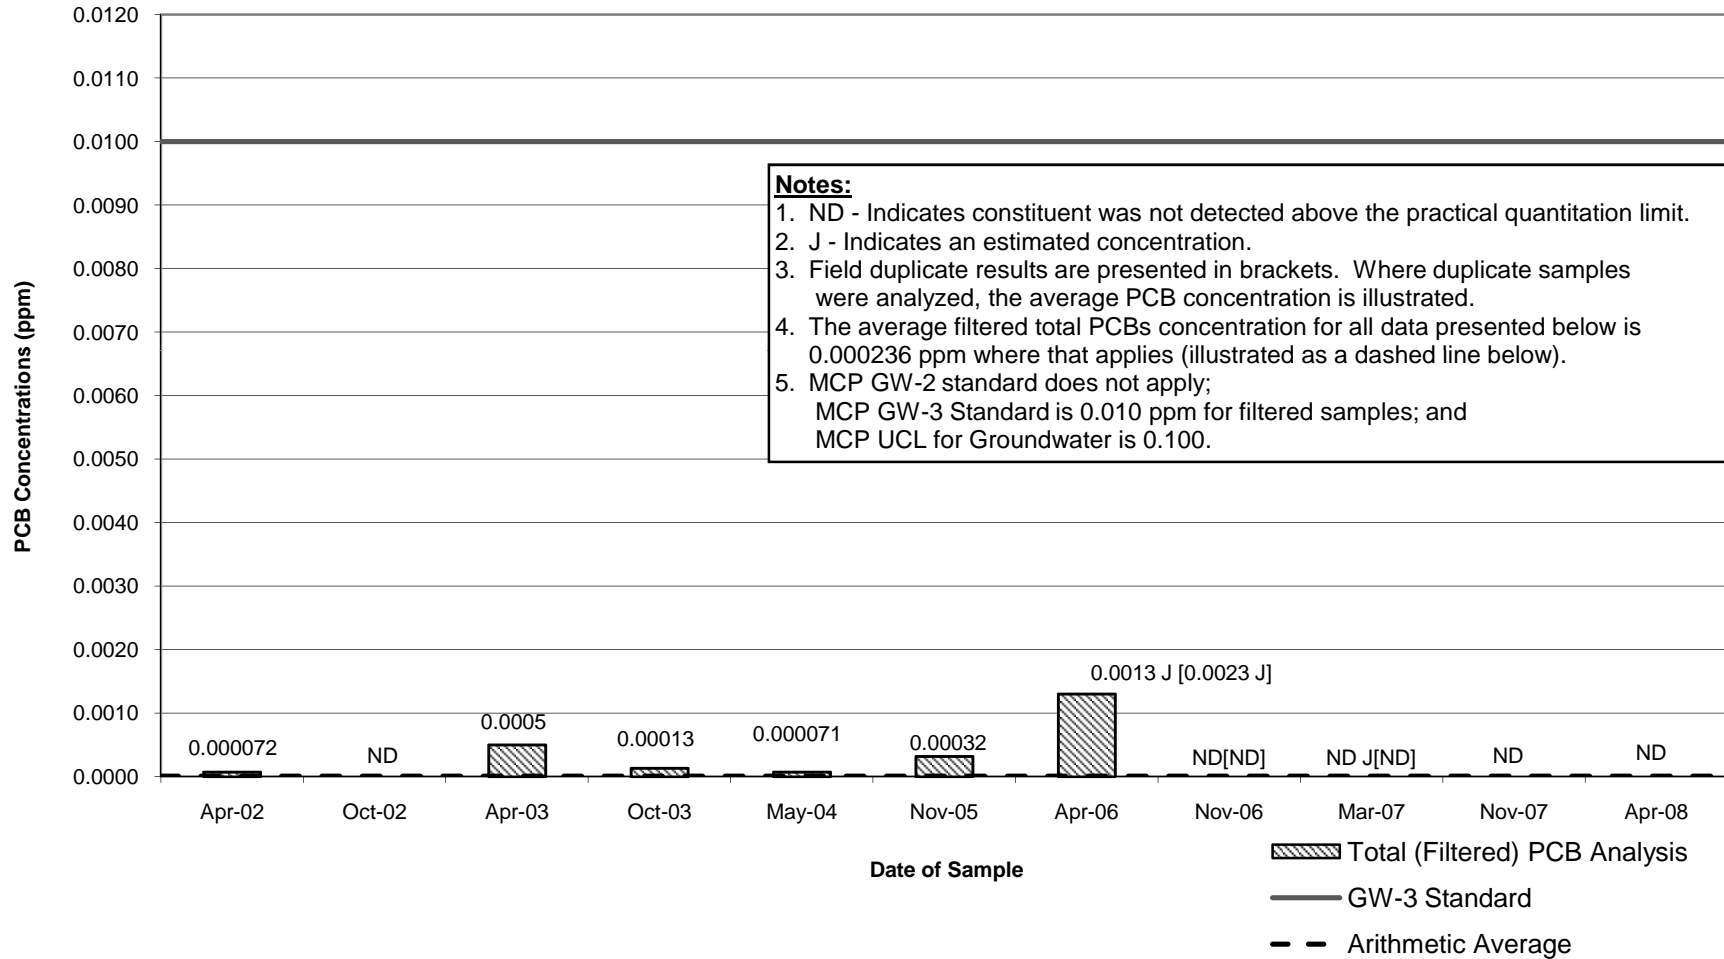 0.0120
0.0110
0.0100
0.0090
0.0080
0.0070
0.0060
0.0050
0.0040
0.0030
0.0020
0.0010
0.0000
PCB Concentrations (ppm)
Notes:
1. ND - Indicates constituent was not detected above the practical quantitation limit.
2. J - Indicates an estimated concentration.
3. Field duplicate results are presented in brackets. Where duplicate samples
were analyzed, the average PCB concentration is illustrated.
4. The average filtered total PCBs concentration for all data presented below is
0.000236 ppm where that applies (illustrated as a dashed line below).
5. MCP GW-2 standard does not apply;
MCP GW-3 Standard is 0.010 ppm for filtered samples; and
MCP UCL for Groundwater is 0.100.
0.000072
ND
0.0005
0.00013
0.000071
0.00032
0.0013 J [0.0023 J]
ND[ND]
ND J[ND]
ND
ND
Apr-02 Oct-02 Apr-03 Oct-03 May-04 Nov-05 Apr-06 Nov-06 Mar-07 Nov-07 Apr-08
Date of Sample
Total (Filtered) PCB Analysis
GW-3 Standard
Arithmetic Average